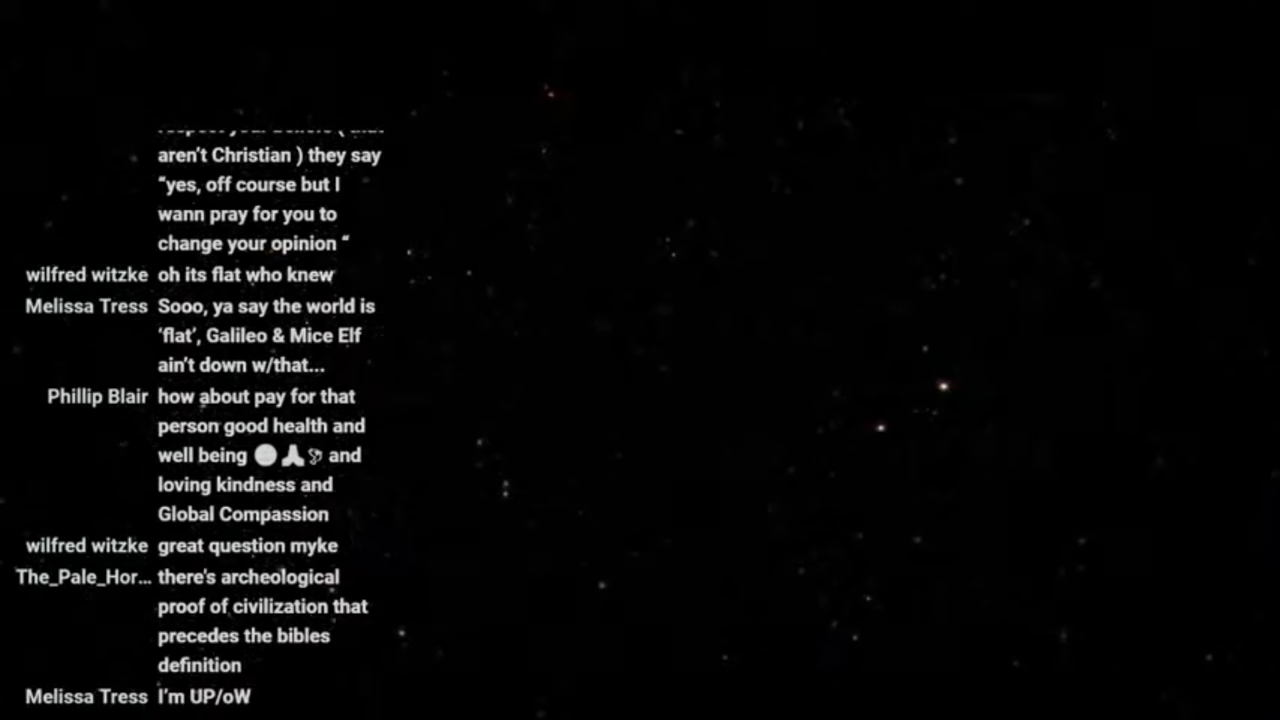 respect your believe ( that
aren't Christian ) they say
“yes, off course but I
wann pray for you to
change your opinion “
wilfred witzke oh its flat who knew
Melissa Tress Sooo, ya say the world is
‘flat’, Galileo & Mice Elf
ain't down w/that...
Phillip Blair how about pay for that
person good health and
well being 🌕🙏🕊 and
loving kindness and
Global Compassion
wilfred witzke great question myke
The_Pale_Hor... there's archeological
proof of civilization that
precedes the bibles
definition
Melissa Tress I'm UP/oW